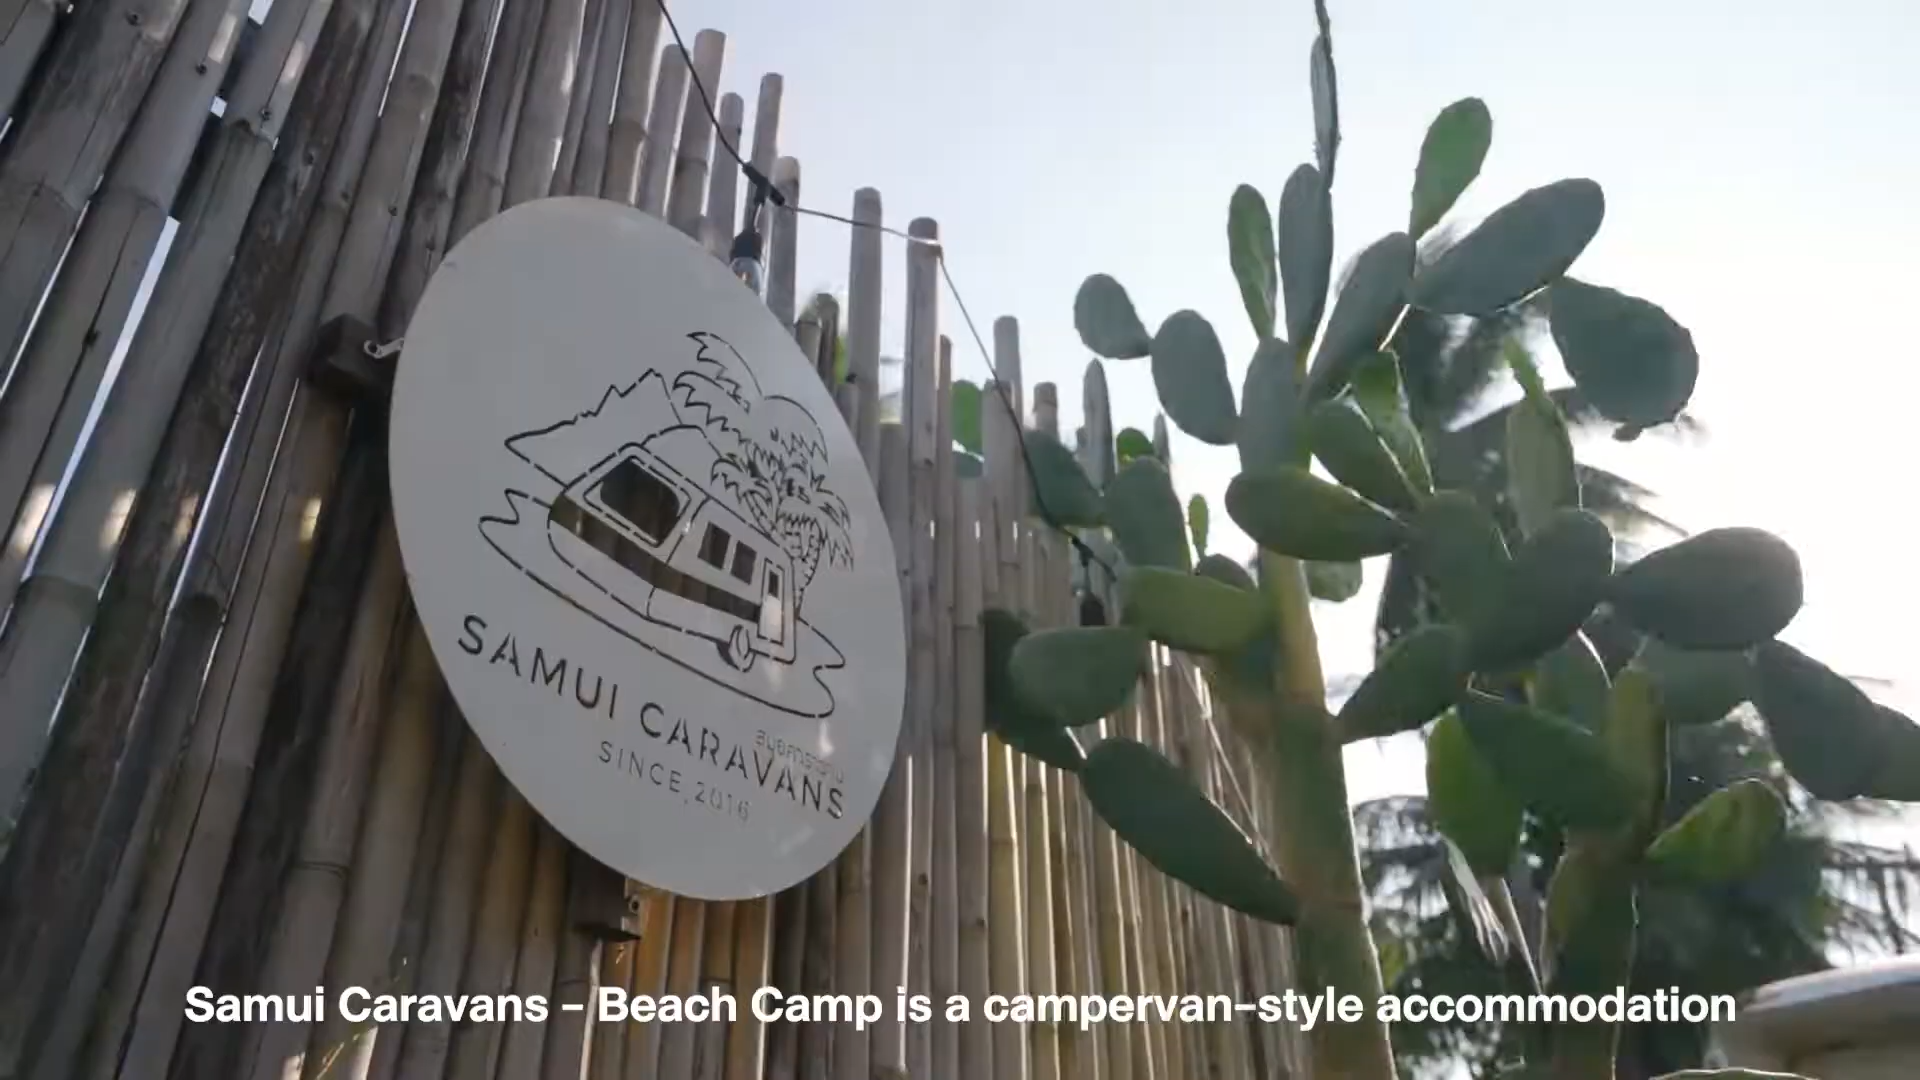 SAMUI CARAVANS
SINCE, 2016
Samui Caravans - Beach Camp is a campervan-style accommodation